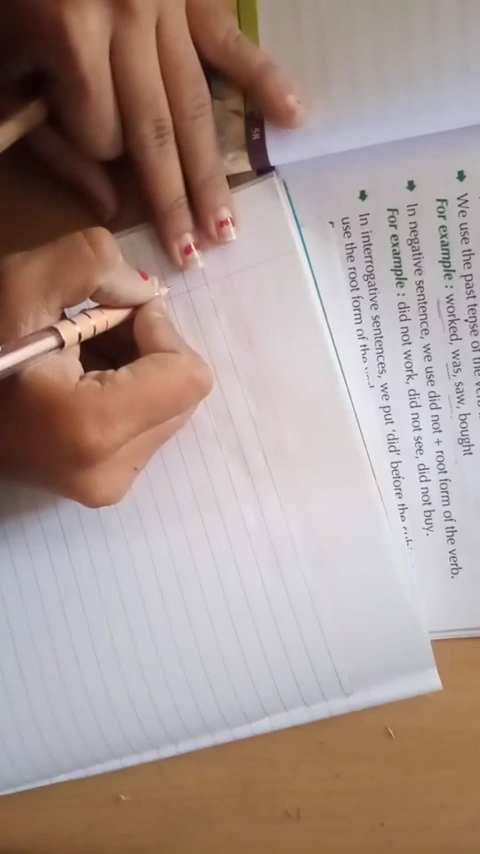 58
➡ We use the past tense of the
For example : worked, was, saw, bought
➡ In negative sentence, we use did not + root form of the verb.
For example : did not work, did not see, did not buy.
➡ In interrogative sentences, we put 'did' before the
use the root form of the